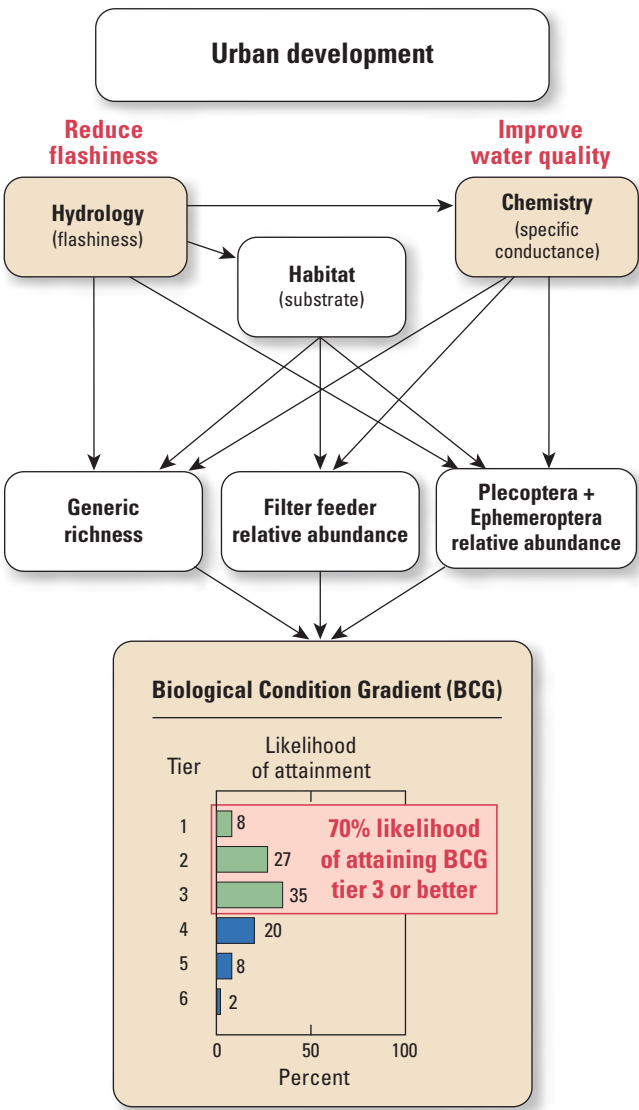 Urban development
Reduce
flashiness
Improve
water quality
Hydrology
(flashiness)
Chemistry
(specific
conductance)
Habitat
(substrate)
Generic
richness
Filter feeder
relative abundance
Plecoptera +
Ephemeroptera
relative abundance
Biological Condition Gradient (BCG)
Tier
Likelihood
of attainment
1
8
2
27
3
35
4
20
5
8
6
2
70% likelihood
of attaining BCG
tier 3 or better
0
50
100
Percent